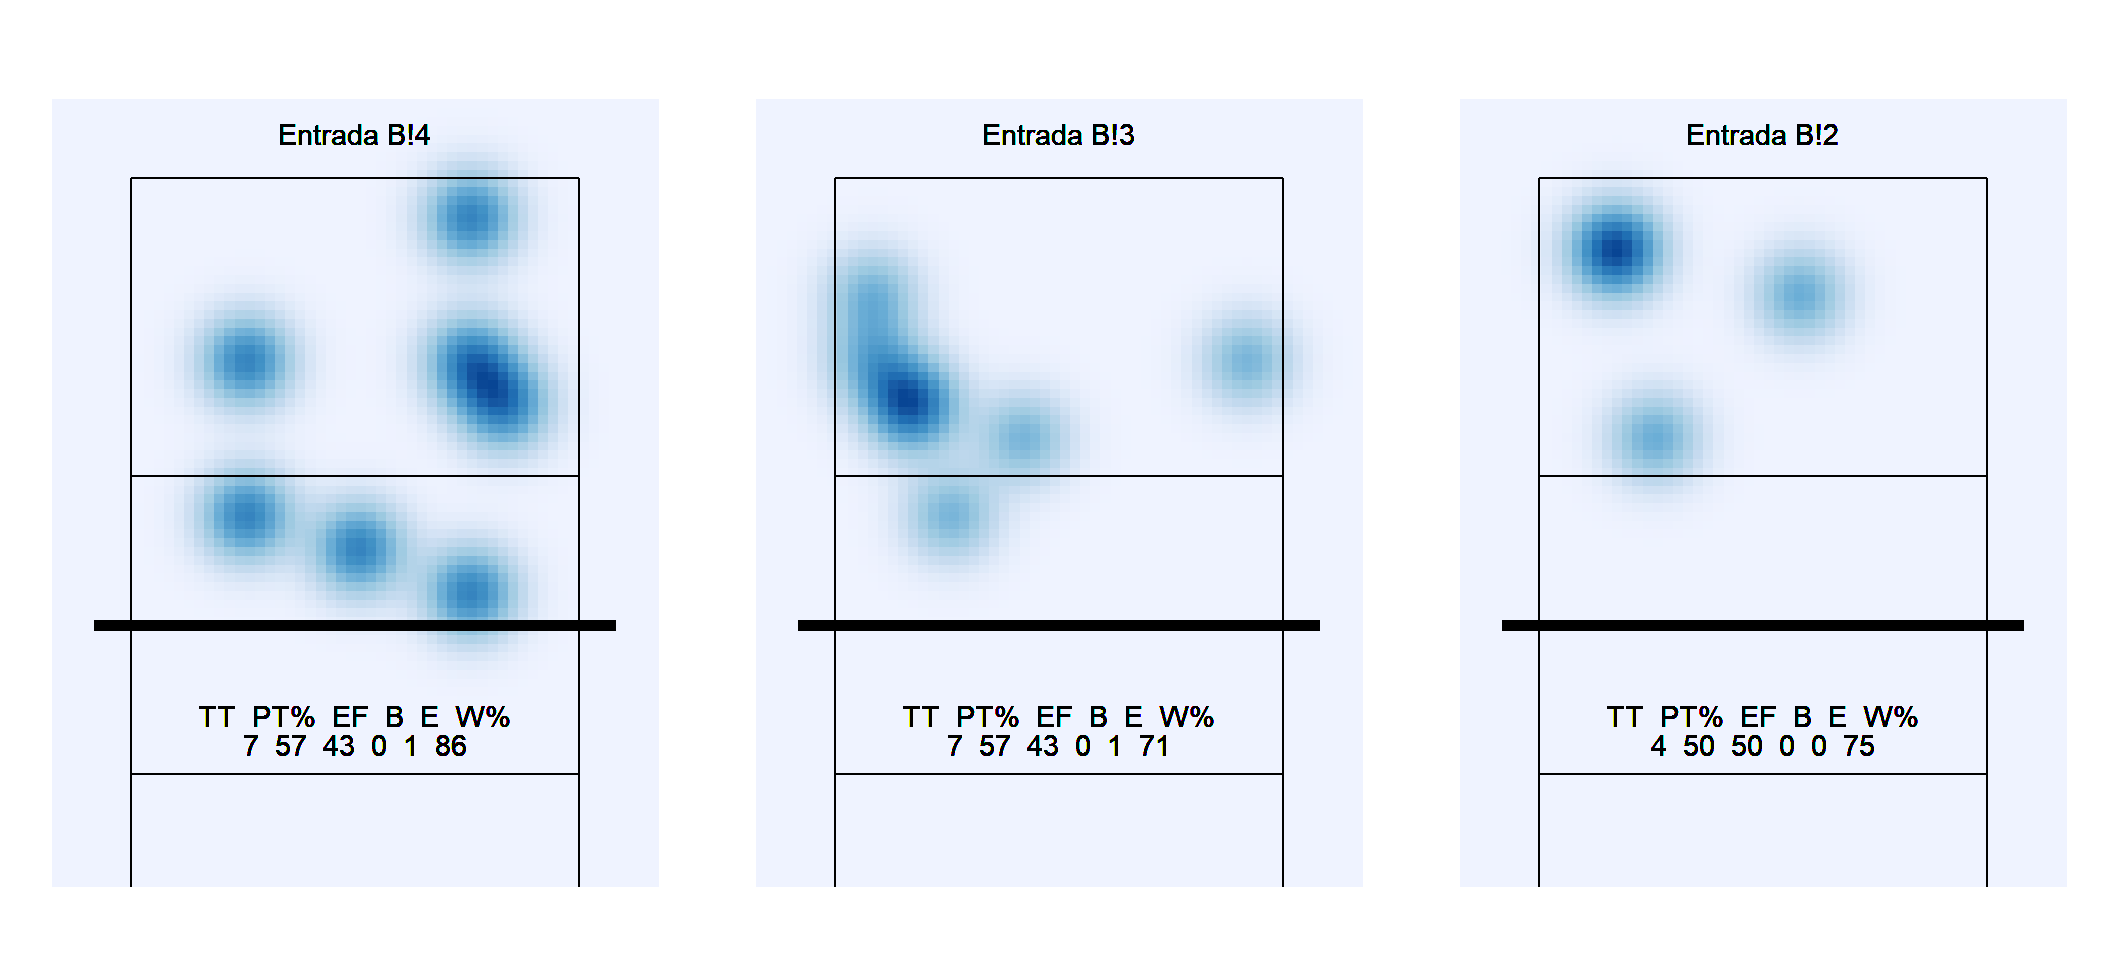 Entrada B!4
TT PT% EF B E W%
7 57 43 0 1 86
Entrada B!3
TT PT% EF B E W%
7 57 43 0 1 71
Entrada B!2
TT PT% EF B E W%
4 50 50 0 0 75